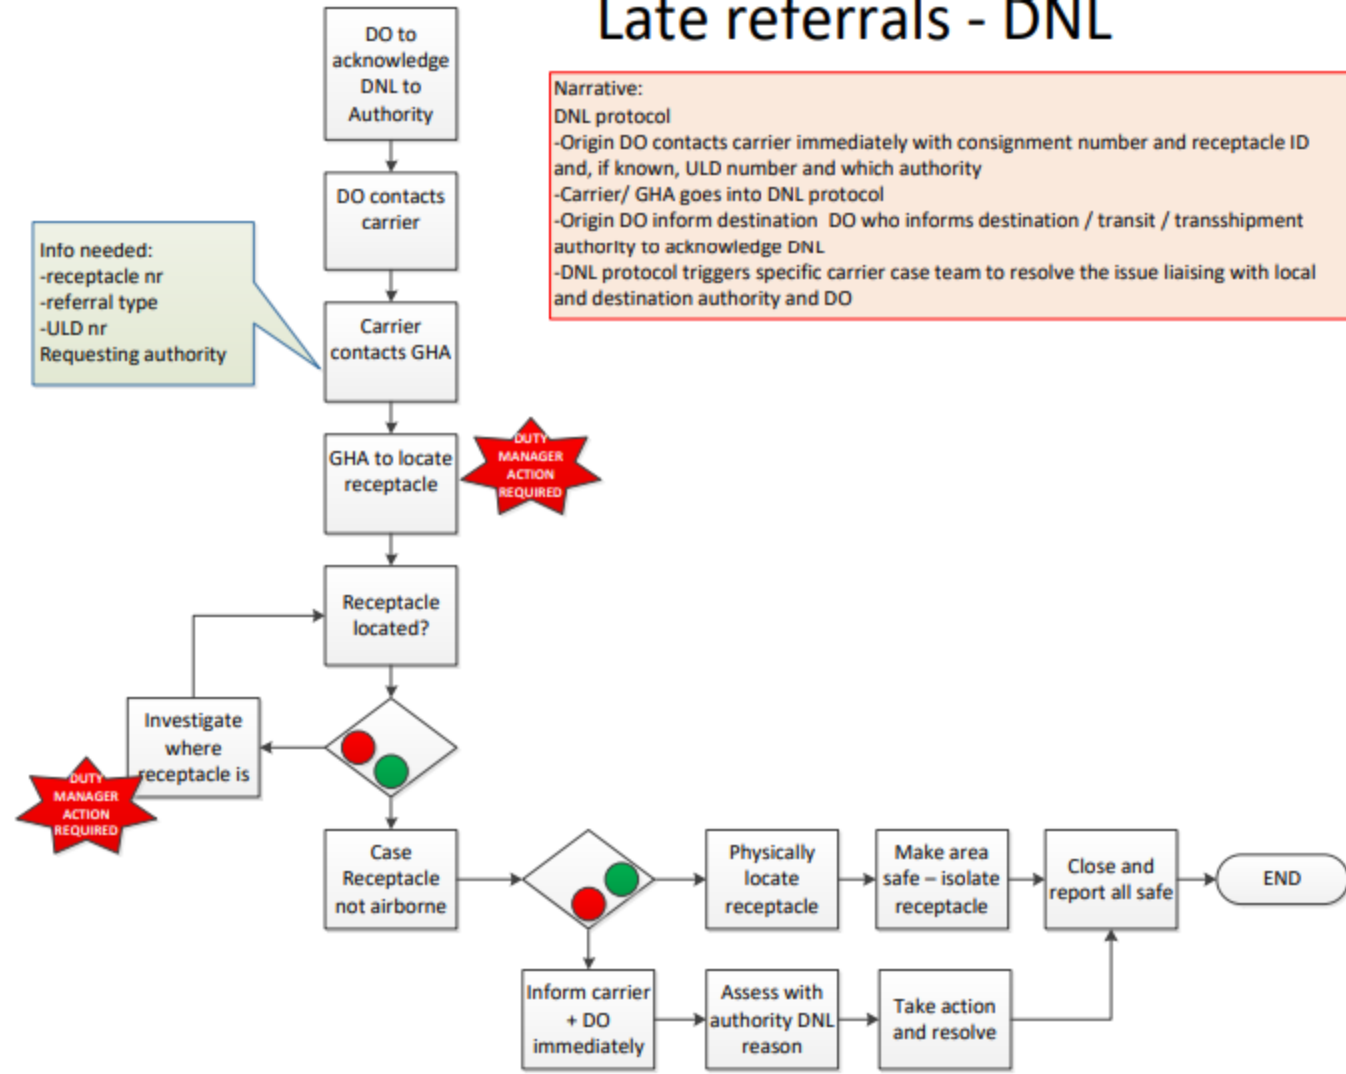 Late referrals - DNL
DO to
acknowledge
DNL to
Authority
Narrative:
DNL protocol
-Origin DO contacts carrier immediately with consignment number and receptacle ID
and, if known, ULD number and which authority
-Carrier/ GHA goes into DNL protocol
-Origin DO inform destination  DO who informs destination / transit / transshipment
authority to acknowledge DNL
-DNL protocol triggers specific carrier case team to resolve the issue liaising with local
and destination authority and DO
DO contacts
carrier
Info needed:
-receptacle nr
-referral type
-ULD nr
Requesting authority
Carrier
contacts GHA
GHA to locate
receptacle
DUTY
MANAGER
ACTION
REQUIRED
Receptacle
located?
Investigate
where
receptacle is
DUTY
MANAGER
ACTION
REQUIRED
Case
Receptacle
not airborne
Physically
locate
receptacle
Make area
safe – isolate
receptacle
Close and
report all safe
END
Inform carrier
+ DO
immediately
Assess with
authority DNL
reason
Take action
and resolve